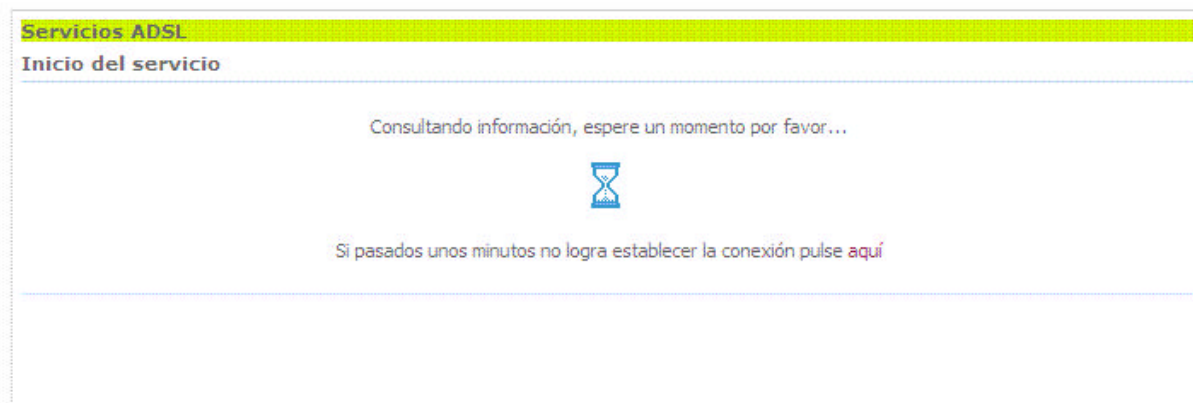 Servicios ADSL
Inicio del servicio
Consultando información, espere un momento por favor...
Si pasados unos minutos no logra establecer la conexión pulse aquí